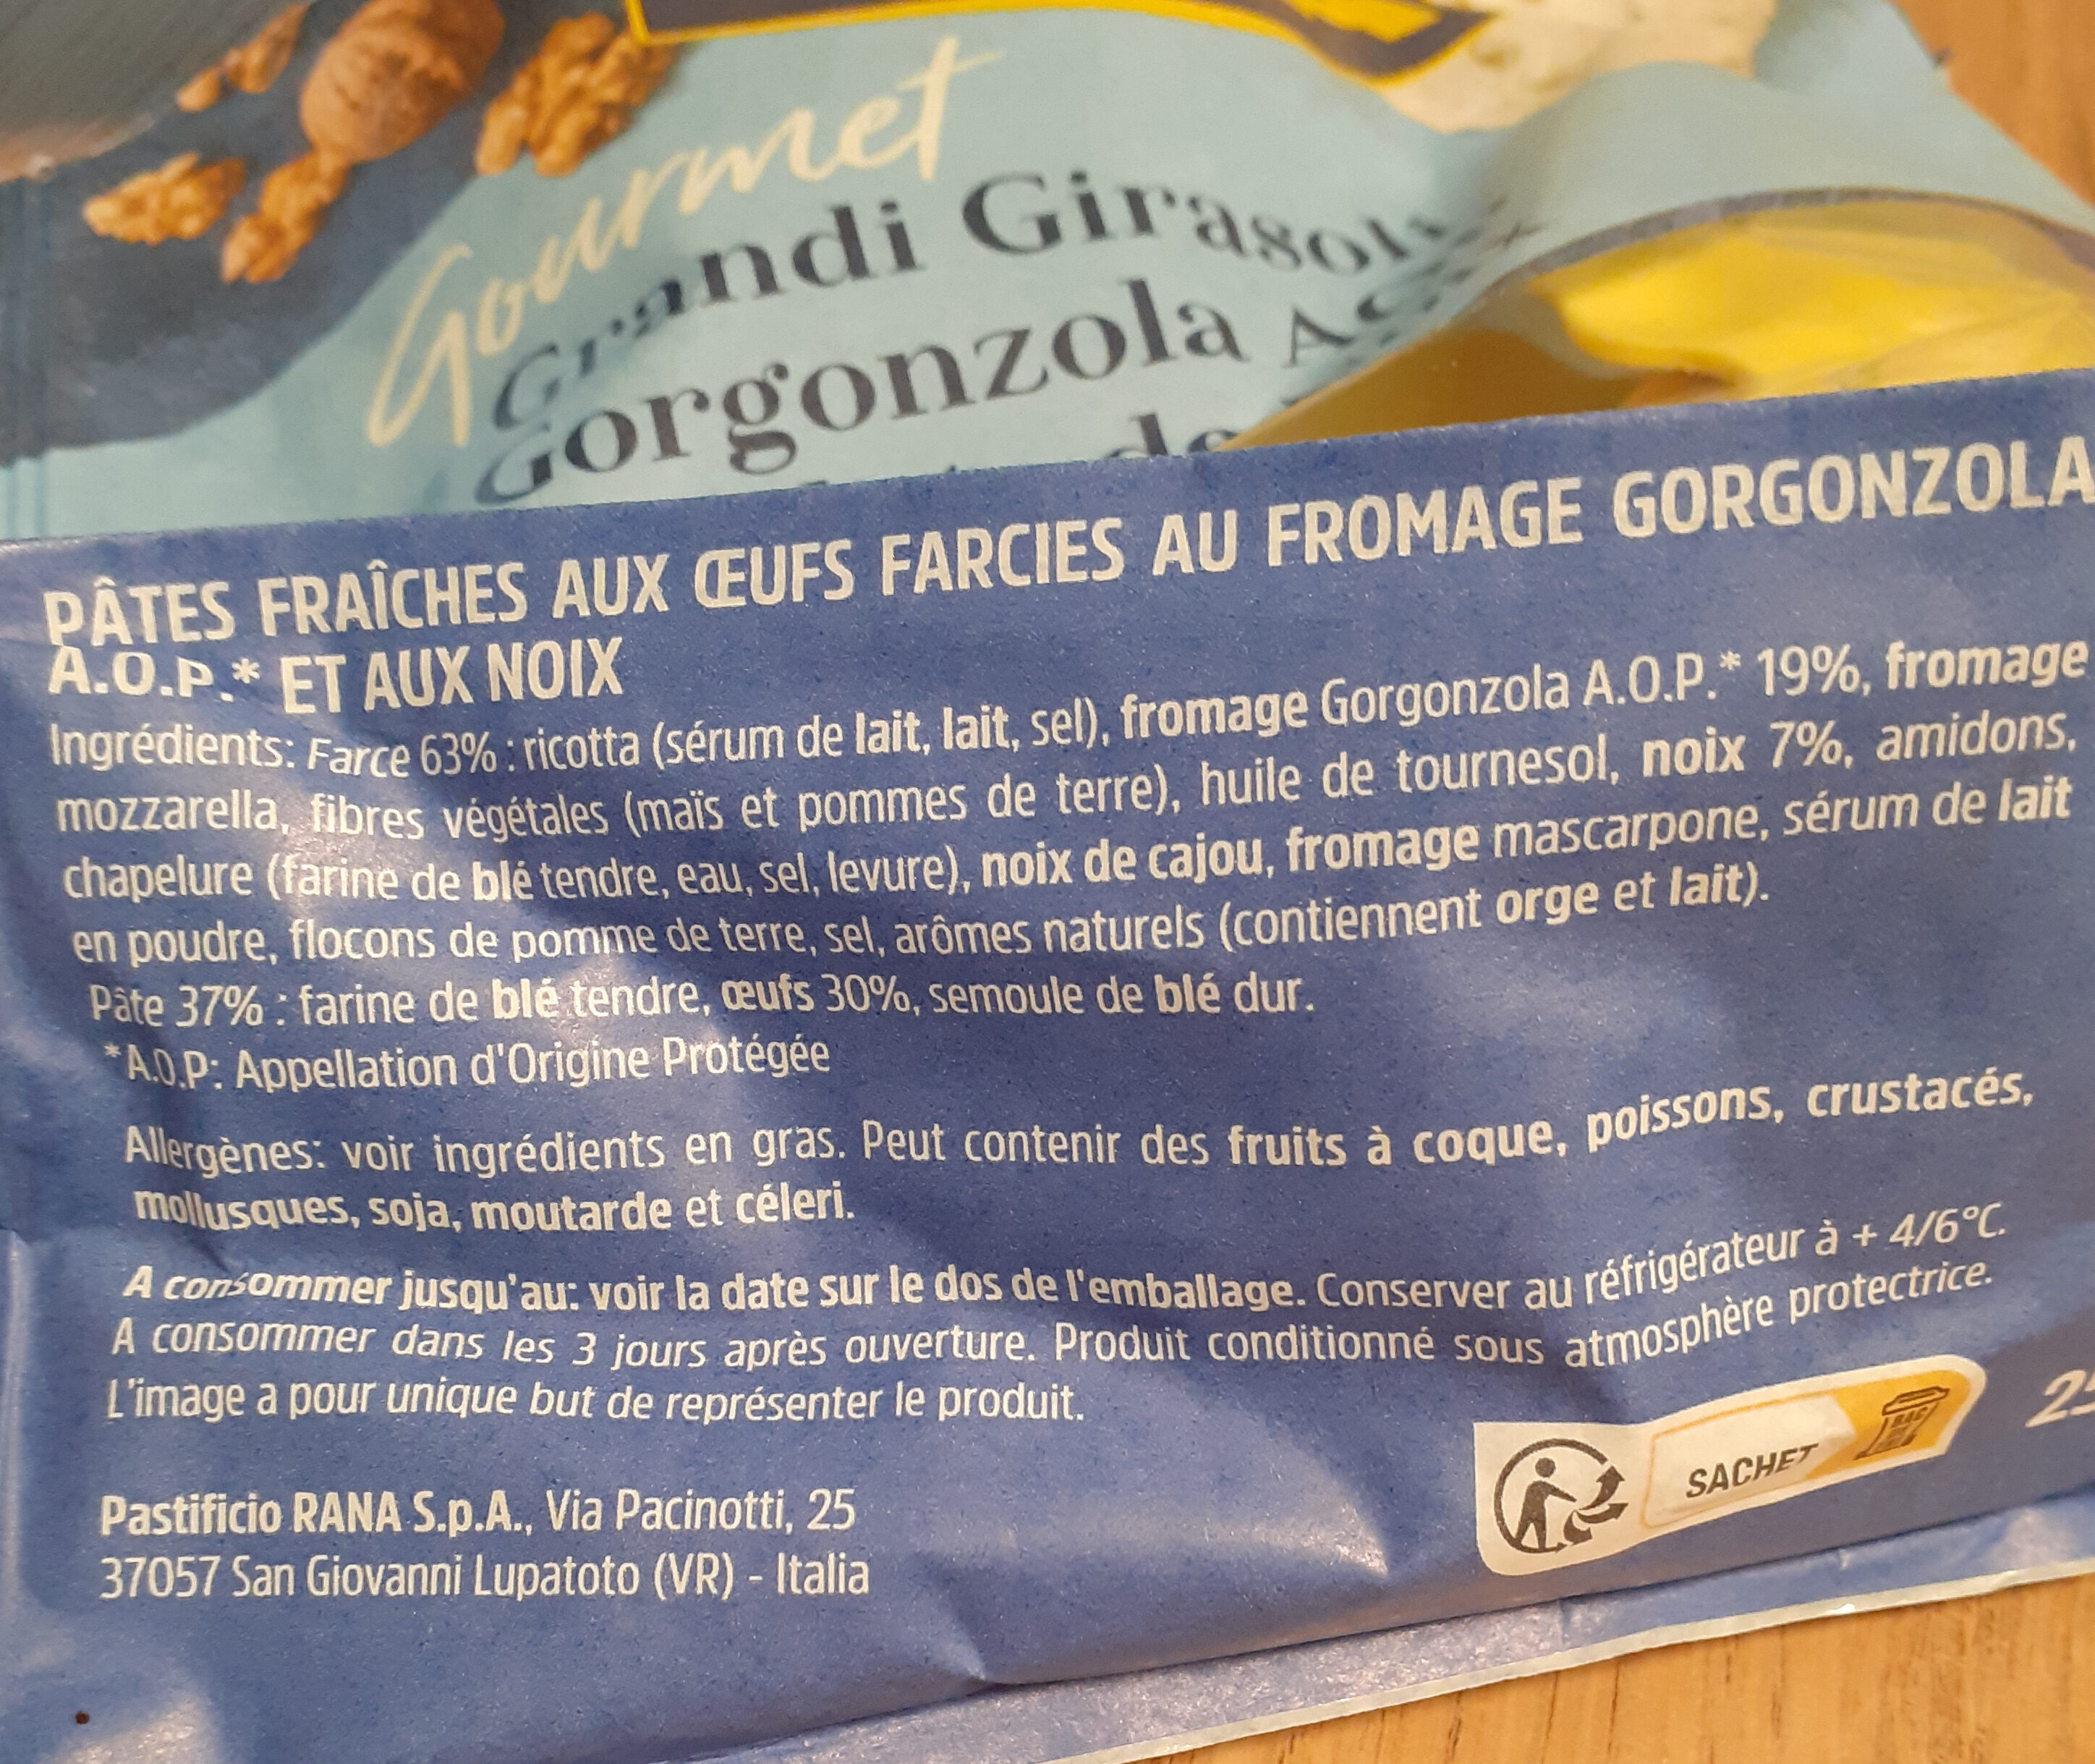 Gourmet
Grandi Girasoli
Gorgonzola
de
PÂTES FRAÎCHES AUX ŒUFS FARCIES AU FROMAGE GORGONZOLA
A.O.P.* ET AUX NOIX
Ingrédients: Farce 63% : ricotta (sérum de lait, lait, sel), fromage Gorgonzola A.O.P.* 19%, fromage
mozzarella, fibres végétales (maïs et pommes de terre), huile de tournesol, noix 7%, amidons,
chapelure (farine de blé tendre, eau, sel, levure), noix de cajou, fromage mascarpone, sérum de lait
en poudre, flocons de pomme de terre, sel, arômes naturels (contiennent orge et lait).
Pâte 37% : farine de blé tendre, œufs 30%, semoule de blé dur.
*A.O.P: Appellation d'Origine Protégée
Allergènes: voir ingrédients en gras. Peut contenir des fruits à coque, poissons, crustacés,
mollusques, soja, moutarde et céleri.
A consommer jusqu'au: voir la date sur le dos de l'emballage. Conserver au réfrigérateur à + 4/6°C.
A consommer dans les 3 jours après ouverture. Produit conditionné sous atmosphère protectrice.
L'image a pour unique but de représenter le produit.
SACHET
BAC
Pastificio RANA S.p.A., Via Pacinotti, 25
37057 San Giovanni Lupatoto (VR) - Italia